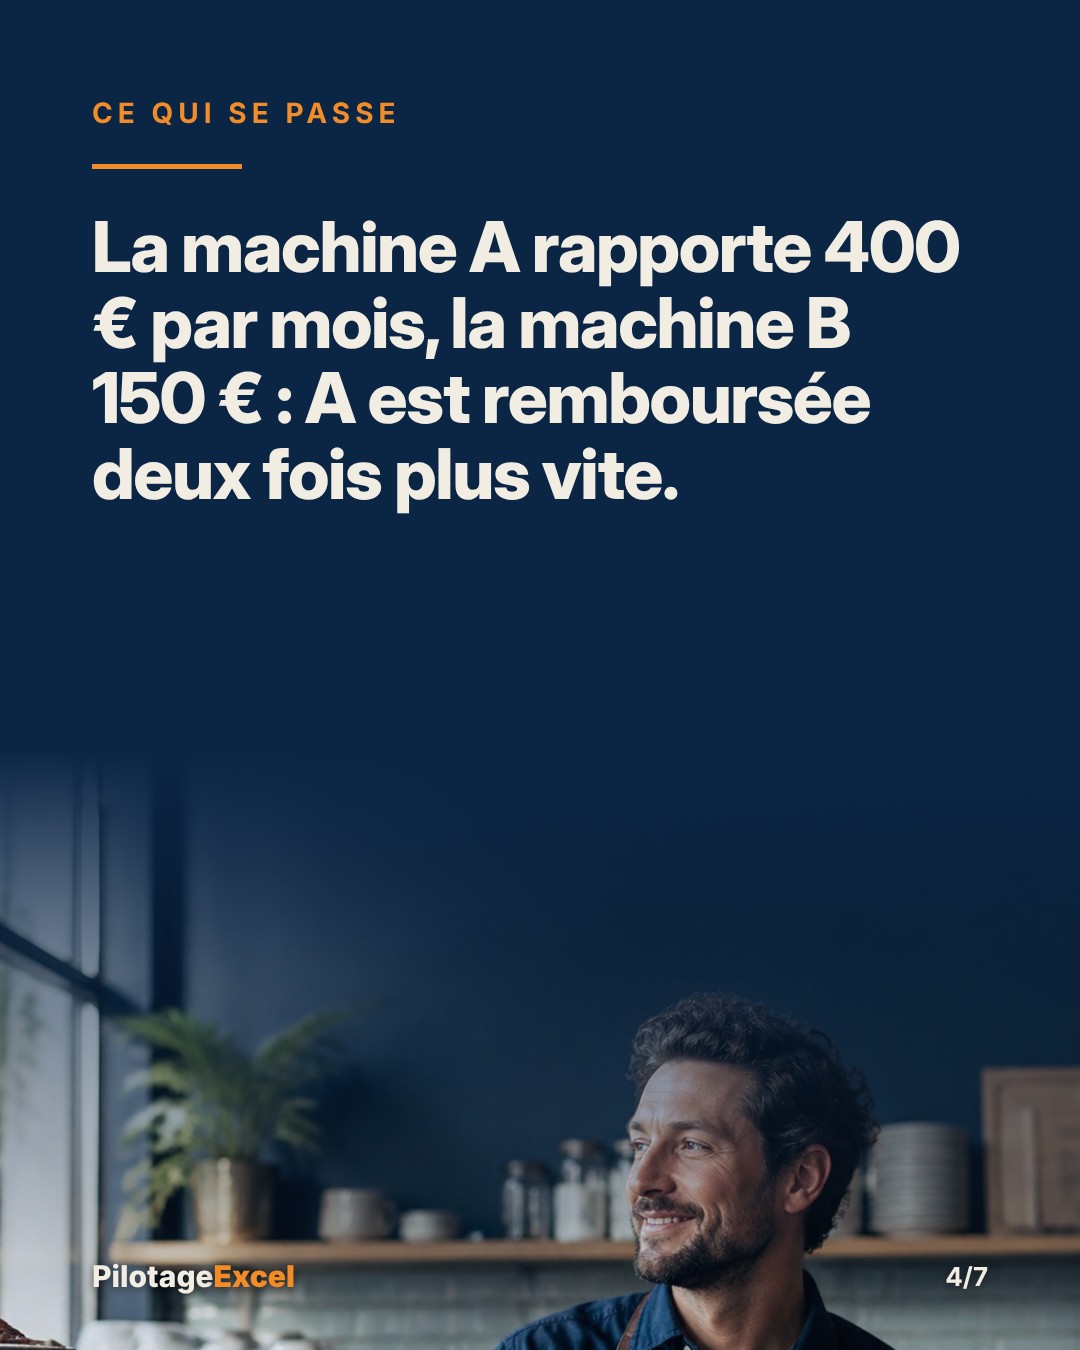 CE QUI SE PASSE
La machine A rapporte 400
€ par mois, la machine B
150 € : A est remboursée
deux fois plus vite.
PilotageExcel
4/7